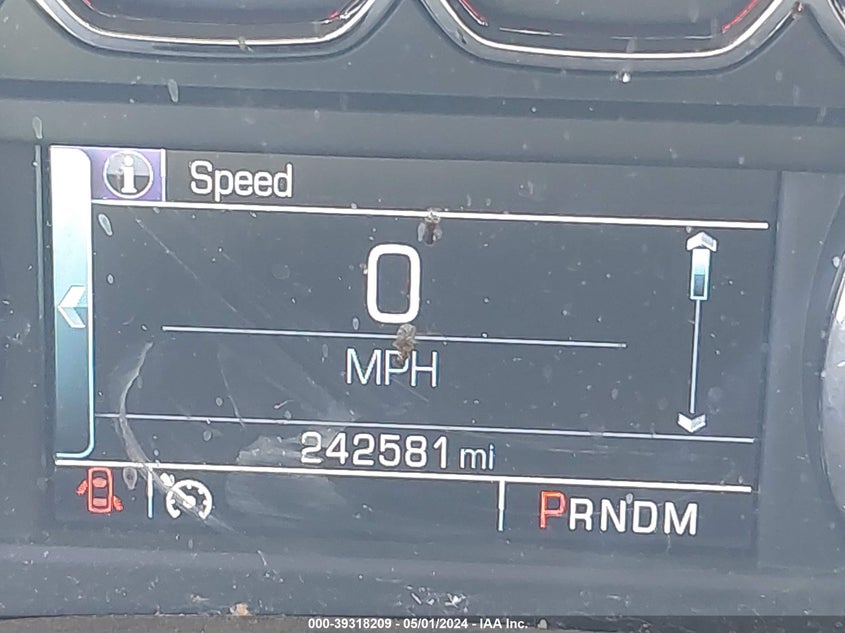 i Speed
0
MPH
242581 mi
PRNDM
000-39318209 - 05/01/2024 - IAA Inc.